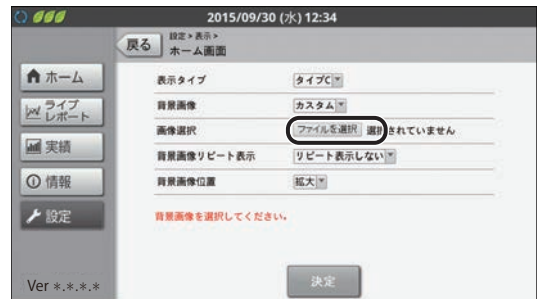 2015/09/30 (水) 12:34
戻る
設定 > 表示 >
ホーム画面
ホーム
ライブ
レポート
実績
情報
設定
Ver *.*.*.*
表示タイプ タイプC
背景画像 カスタム
画像選択 ファイルを選択 選択されていません
背景画像リピート表示 リピート表示しない
背景画像位置 拡大
背景画像を選択してください。
決定